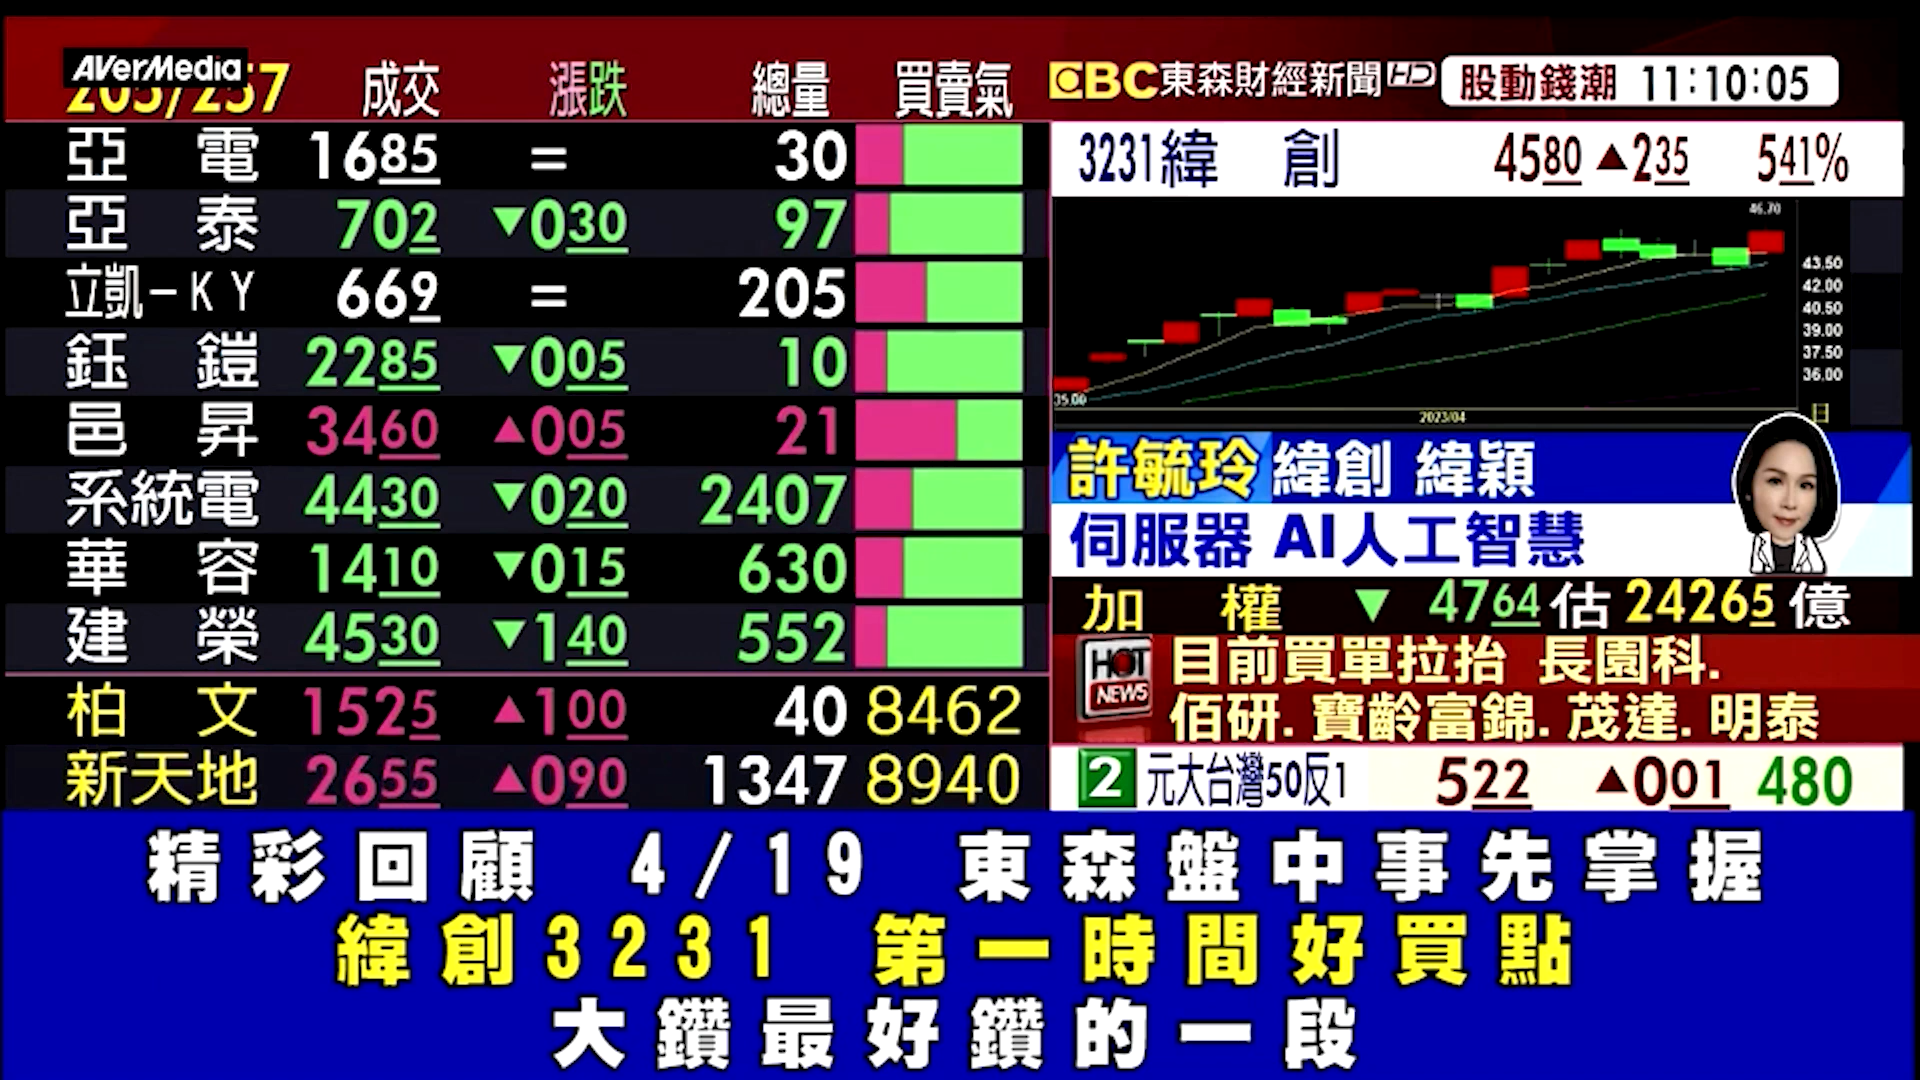 AVerMedia
205/257 成交 漲跌 總量 買賣氣
亞電 1685 = 30
亞泰 702 ▼030 97
立凱-KY 669 = 205
鈺鎧 2285 ▼005 10
邑昇 3460 ▲005 21
系統電 4430 ▼020 2407
華容 1410 ▼015 630
建榮 4530 ▼140 552
柏文 1525 ▲100 40 8462
新天地 2655 ▲090 1347 8940
EBC東森財經新聞HD 股動錢潮 11:10:05
3231緯創 4580 ▲235 541%
46.70
43.50
42.00
40.50
39.00
37.50
36.00
35.00
2023/04
日
許毓玲 緯創 緯穎
伺服器 AI人工智慧
加權 ▼ 4764 估 24265 億
HOT NEWS
目前買單拉抬 長園科.
佰研.寶齡富錦.茂達.明泰
2 元大台灣50反1 522 ▲001 480
精彩回顧 4/19 東森盤中事先掌握
緯創3231 第一時間好買點
大鑽最好鑽的一段